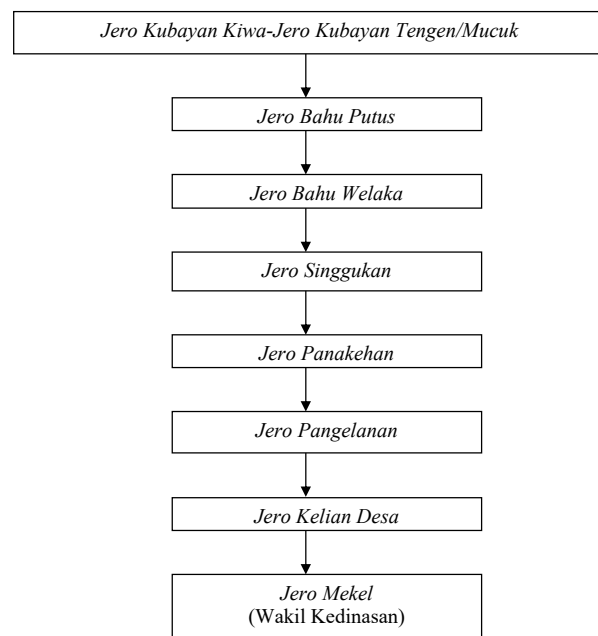 Jero Kubayan Kiwa-Jero Kubayan Tengen/Mucuk
Jero Bahu Putus
Jero Bahu Welaka
Jero Singgukan
Jero Panakehan
Jero Pangelanan
Jero Kelian Desa
Jero Mekel
(Wakil Kedinasan)